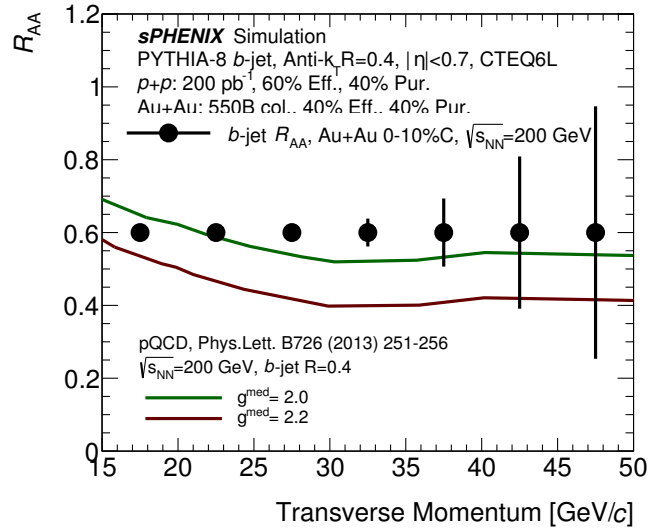 R_AA
1.2
1
0.8
0.6
0.4
0.2
0
sPHENIX Simulation
PYTHIA-8 b-jet, Anti-k_T R=0.4, |η|<0.7, CTEQ6L
p+p: 200 pb⁻¹, 60% Eff., 40% Pur.
Au+Au: 550B col., 40% Eff., 40% Pur.
b-jet R_AA, Au+Au 0-10%C, √s_NN=200 GeV
pQCD, Phys.Lett. B726 (2013) 251-256
√s_NN=200 GeV, b-jet R=0.4
g^med= 2.0
g^med= 2.2
15 20 25 30 35 40 45 50
Transverse Momentum [GeV/c]